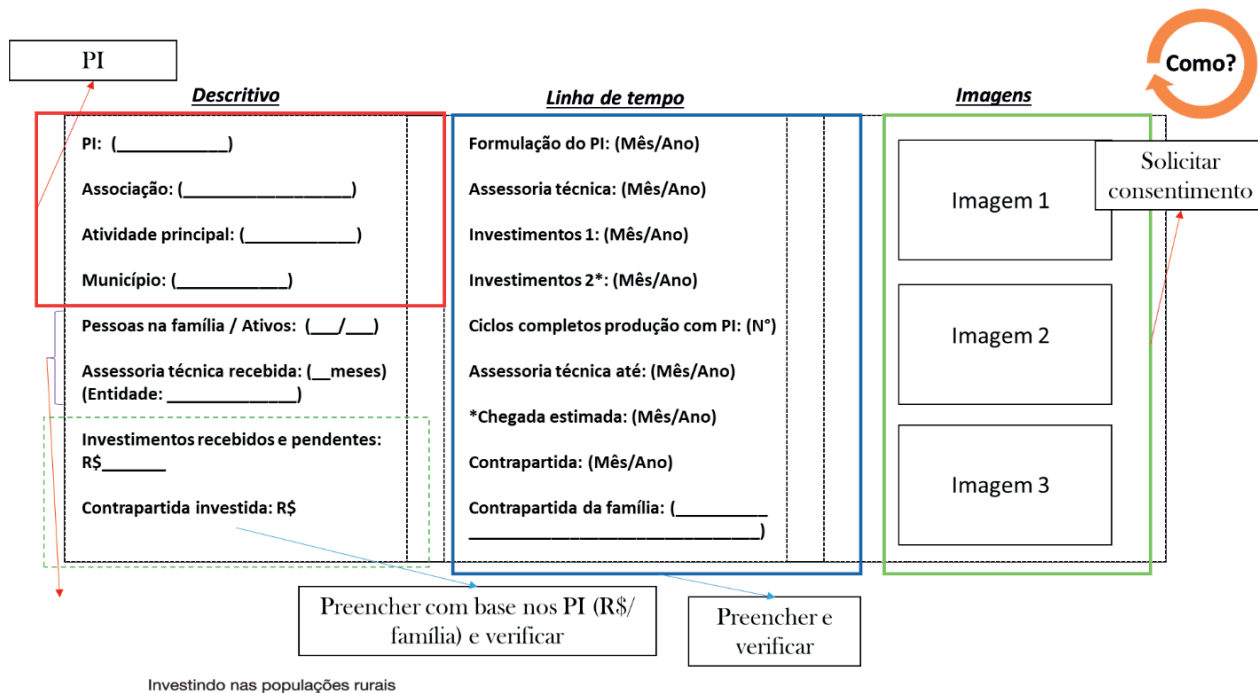 PI
Como?
Descritivo
Linha de tempo
Imagens
PI: (____________)
Associação: (__________________)
Atividade principal: (____________)
Município: (____________)
Pessoas na família / Ativos: (___/___)
Assessoria técnica recebida: (__meses)
(Entidade: ______________)
Investimentos recebidos e pendentes:
R$_______
Contrapartida investida: R$
Formulação do PI: (Mês/Ano)
Assessoria técnica: (Mês/Ano)
Investimentos 1: (Mês/Ano)
Investimentos 2*: (Mês/Ano)
Ciclos completos produção com PI: (N°)
Assessoria técnica até: (Mês/Ano)
*Chegada estimada: (Mês/Ano)
Contrapartida: (Mês/Ano)
Contrapartida da família: (__________
_______________________________)
Imagem 1
Imagem 2
Imagem 3
Solicitar
consentimento
Preencher com base nos PI (R$/
família) e verificar
Preencher e
verificar
Investindo nas populações rurais